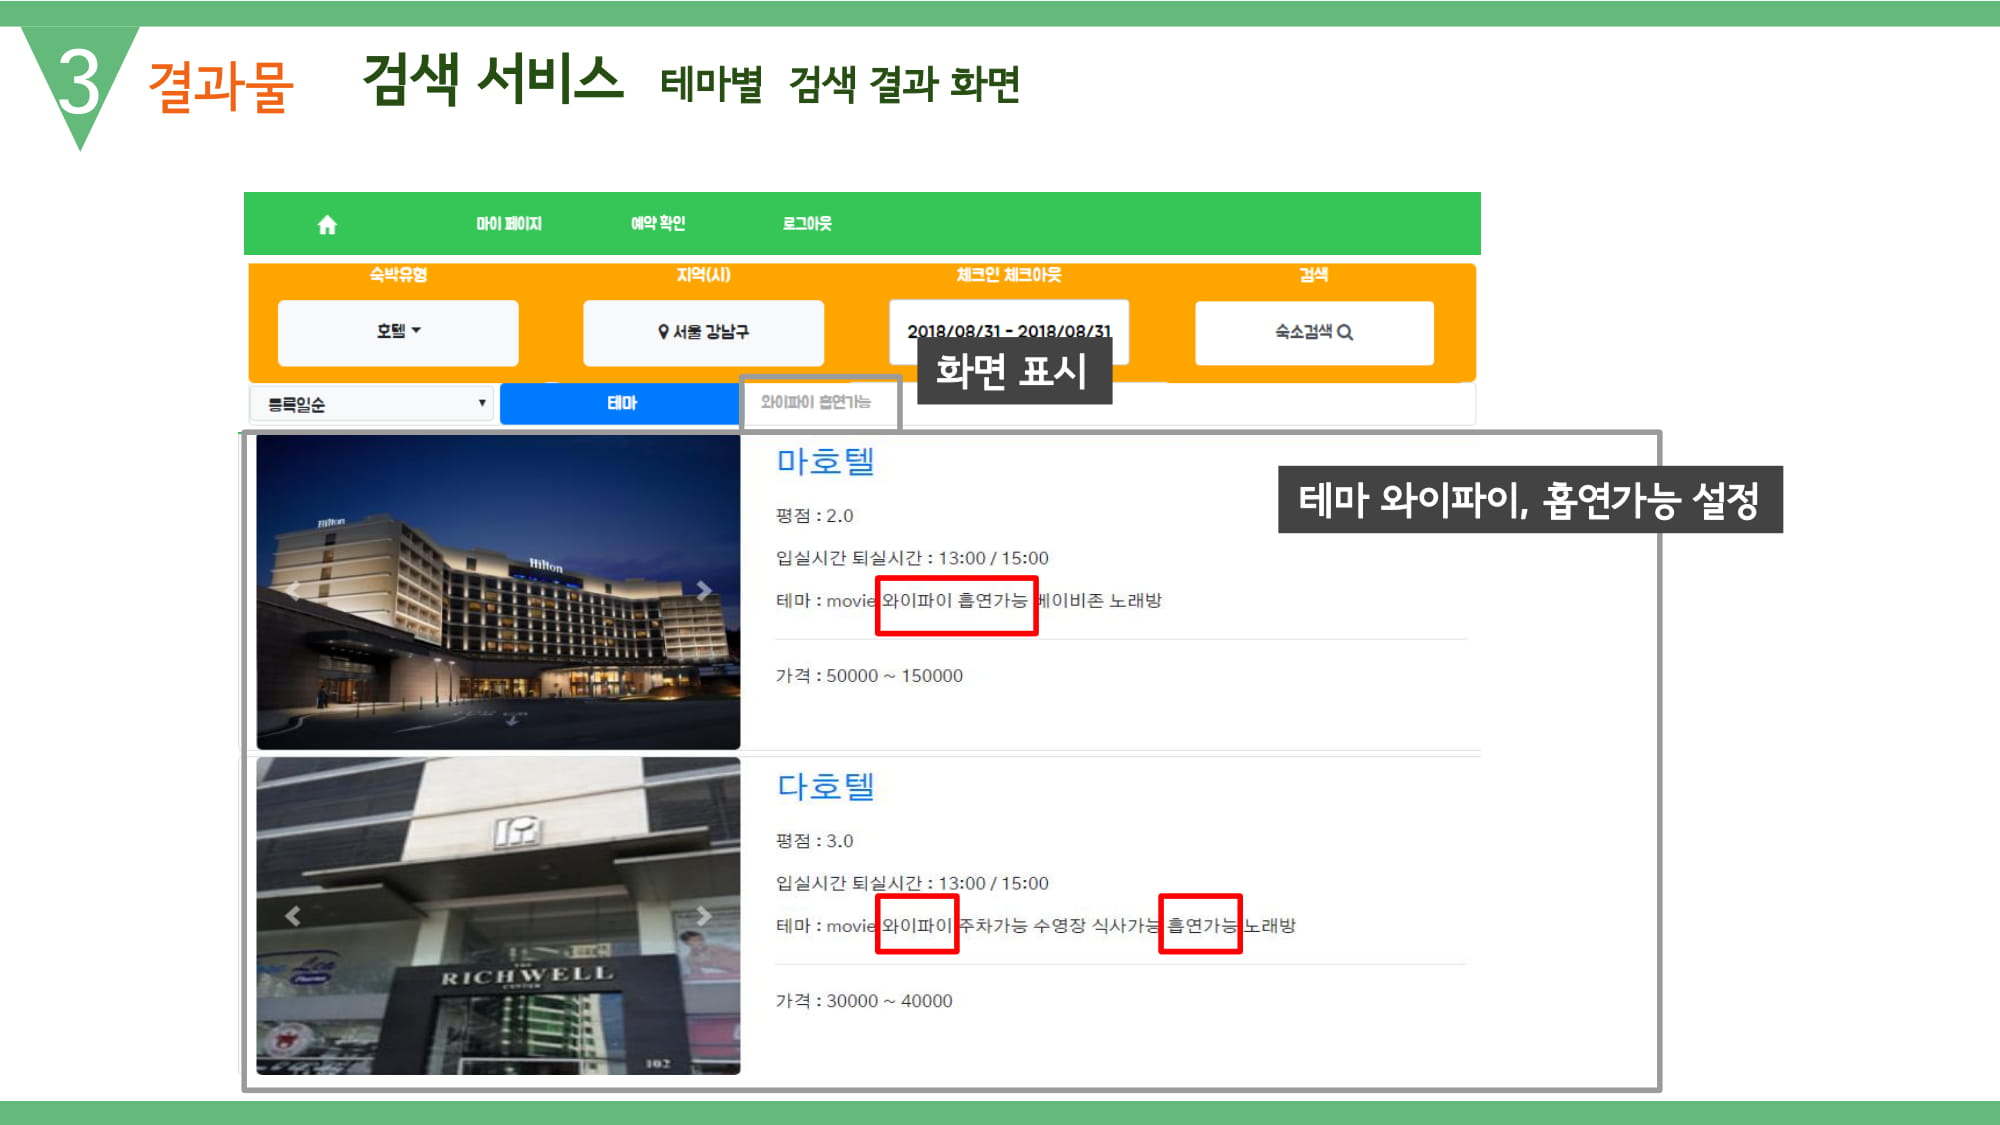 3 결과물 검색 서비스 테마별 검색 결과 화면
마이 페이지 예약 확인 로그아웃
숙박유형 지역(시) 체크인 체크아웃 검색
호텔 서울 강남구 2018/08/31 - 2018/08/31 숙소검색
화면 표시
등록일순 테마 와이파이 흡연가능
마호텔
테마 와이파이, 흡연가능 설정
평점 : 2.0
입실시간 퇴실시간 : 13:00 / 15:00
테마 : movie 와이파이 흡연가능 베이비존 노래방
가격 : 50000 ~ 150000
Hilton
Hilton
다호텔
평점 : 3.0
입실시간 퇴실시간 : 13:00 / 15:00
테마 : movie 와이파이 주차가능 수영장 식사가능 흡연가능 노래방
가격 : 30000 ~ 40000
THE
RICHWELL
CENTER
102